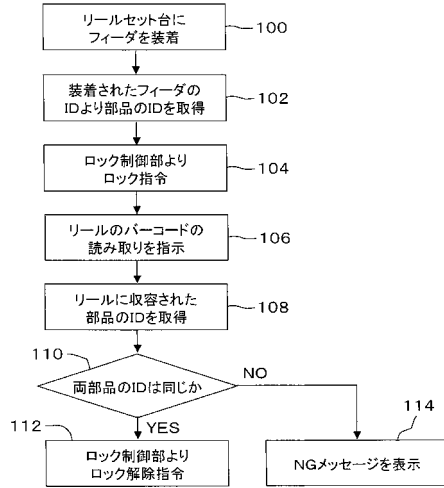 リールセット台に
フィーダを装着
100
装着されたフィーダの
IDより部品のIDを取得
102
ロック制御部より
ロック指令
104
リールのバーコードの
読み取りを指示
106
リールに収容された
部品のIDを取得
108
110
両部品のIDは同じか
NO
YES
112
ロック制御部より
ロック解除指令
114
NGメッセージを表示